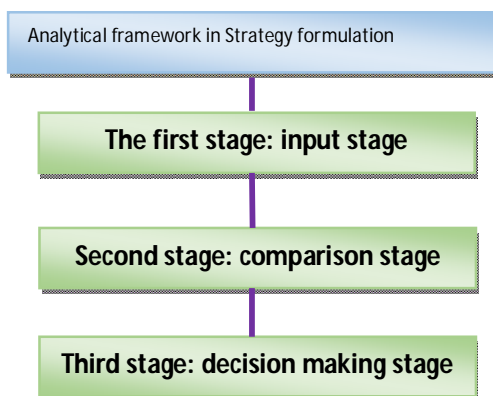 Analytical framework in Strategy formulation
The first stage: input stage
Second stage: comparison stage
Third stage: decision making stage